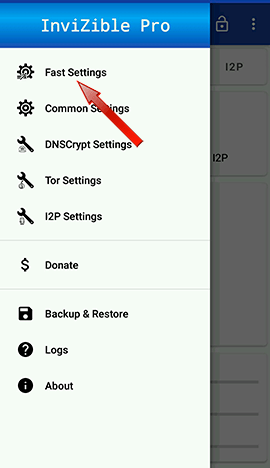 InviZible Pro
I2P
Fast Settings
Common Settings
DNSCrypt Settings
Tor Settings
I2P
I2P Settings
Donate
Backup & Restore
Logs
About